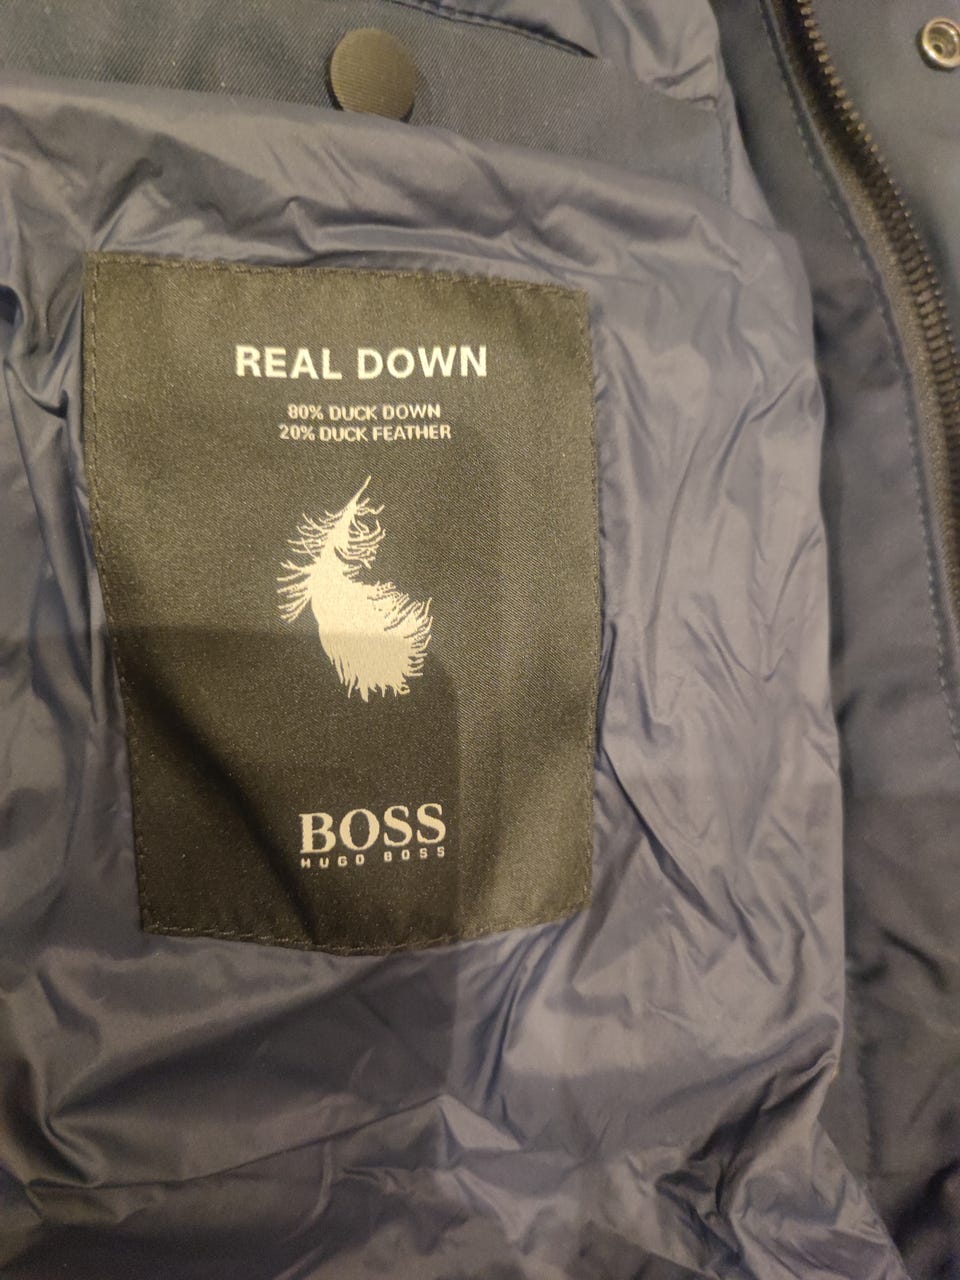 REAL DOWN
80% DUCK DOWN
20% DUCK FEATHER
BOSS
HUGO BOSS